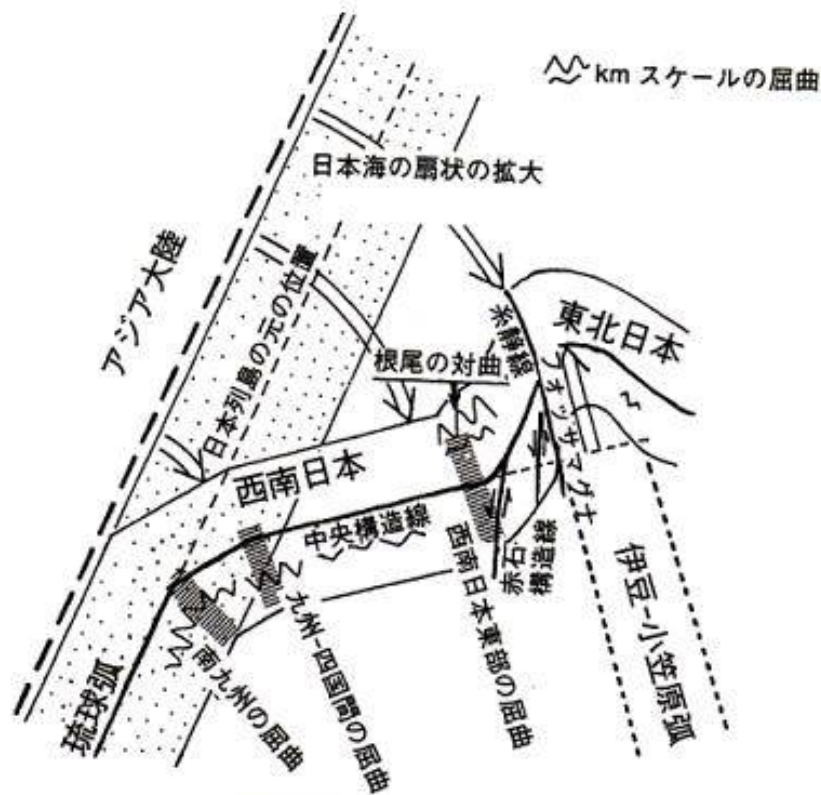 kmスケールの屈曲
日本海の扇状の拡大
アジア大陸
日本列島の元の位置
糸静線
東北日本
根尾の対曲
フォッサマグナ
西南日本
中央構造線
赤石
構造線
西南日本東部の屈曲
伊豆-小笠原弧
九州-四国間の屈曲
南九州の屈曲
琉球弧